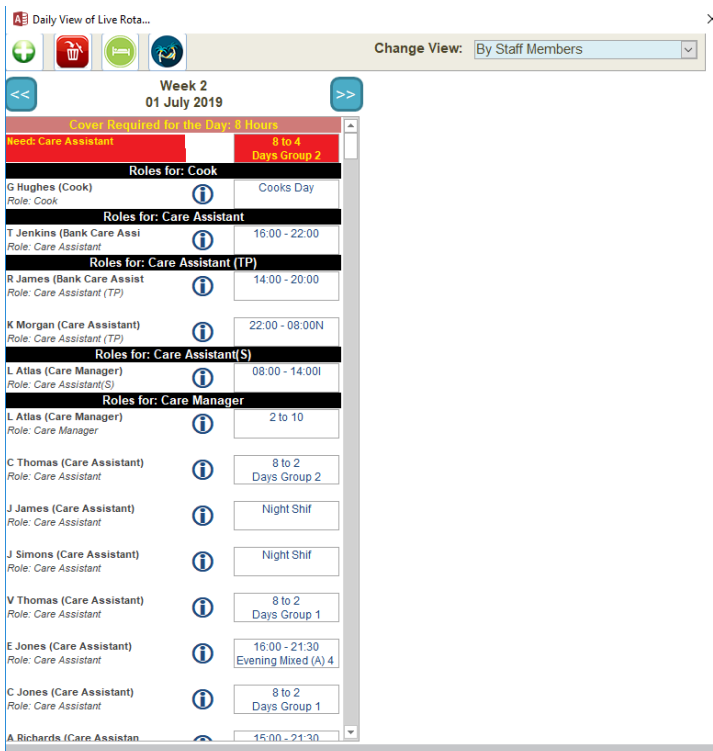 Daily View of Live Rota...
Change View: By Staff Members
<< Week 2 >>
01 July 2019
Cover Required for the Day: 8 Hours
Need: Care Assistant 8 to 4
Days Group 2
Roles for: Cook
G Hughes (Cook) Cooks Day
Role: Cook
Roles for: Care Assistant
T Jenkins (Bank Care Assi 16:00 - 22:00
Role: Care Assistant
Roles for: Care Assistant (TP)
R James (Bank Care Assist 14:00 - 20:00
Role: Care Assistant (TP)
K Morgan (Care Assistant) 22:00 - 08:00N
Role: Care Assistant (TP)
Roles for: Care Assistant(S)
L Atlas (Care Manager) 08:00 - 14:00I
Role: Care Assistant(S)
Roles for: Care Manager
L Atlas (Care Manager) 2 to 10
Role: Care Manager
C Thomas (Care Assistant) 8 to 2
Role: Care Assistant Days Group 2
J James (Care Assistant) Night Shif
Role: Care Assistant
J Simons (Care Assistant) Night Shif
Role: Care Assistant
V Thomas (Care Assistant) 8 to 2
Role: Care Assistant Days Group 1
E Jones (Care Assistant) 16:00 - 21:30
Role: Care Assistant Evening Mixed (A) 4
C Jones (Care Assistant) 8 to 2
Role: Care Assistant Days Group 1
A Richards (Care Assistan 15:00 - 21:30